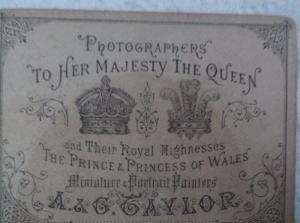 PHOTOGRAPHERS
TO HER MAJESTY THE QUEEN
and Their Royal Highnesses
THE PRINCE & PRINCESS OF WALES
Miniature & Portrait Painters
A. & G. TAYLOR